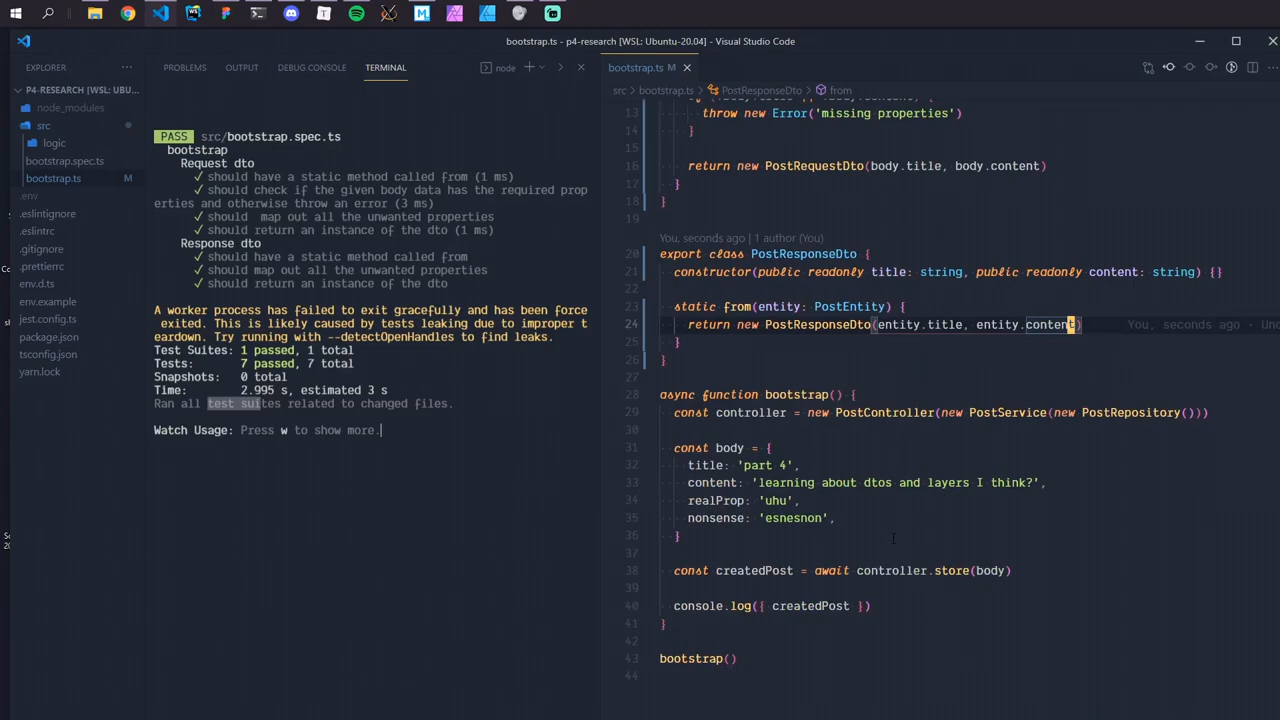 bootstrap.ts - p4-research [WSL: Ubuntu-20.04] - Visual Studio Code
EXPLORER
P4-RESEARCH [WSL: UBU...
node_modules
src
logic
bootstrap.spec.ts
bootstrap.ts M
.env
.eslintignore
.eslintrc
.gitignore
.prettierrc
env.d.ts
env.example
jest.config.ts
package.json
tsconfig.json
yarn.lock
PROBLEMS OUTPUT DEBUG CONSOLE TERMINAL
node
PASS src/bootstrap.spec.ts
bootstrap
Request dto
✓ should have a static method called from (1 ms)
✓ should check if the given body data has the required prop
erties and otherwise throw an error (3 ms)
✓ should  map out all the unwanted properties
✓ should return an instance of the dto (1 ms)
Response dto
✓ should have a static method called from
✓ should map out all the unwanted properties
✓ should return an instance of the dto
A worker process has failed to exit gracefully and has been force
exited. This is likely caused by tests leaking due to improper t
eardown. Try running with --detectOpenHandles to find leaks.
Test Suites: 1 passed, 1 total
Tests: 7 passed, 7 total
Snapshots: 0 total
Time: 2.995 s, estimated 3 s
Ran all test suites related to changed files.
Watch Usage: Press w to show more.
bootstrap.ts M
src > bootstrap.ts > PostResponseDto > from
13 throw new Error('missing properties')
14 }
15
16 return new PostRequestDto(body.title, body.content)
17 }
18 }
19
You, seconds ago | 1 author (You)
20 export class PostResponseDto {
21 constructor(public readonly title: string, public readonly content: string) {}
22
23 static from(entity: PostEntity) {
24 return new PostResponseDto(entity.title, entity.content) You, seconds ago · Unc
25 }
26 }
27
28 async function bootstrap() {
29 const controller = new PostController(new PostService(new PostRepository()))
30
31 const body = {
32 title: 'part 4',
33 content: 'learning about dtos and layers I think?',
34 realProp: 'uhu',
35 nonsense: 'esnesnon',
36 }
37
38 const createdPost = await controller.store(body)
39
40 console.log({ createdPost })
41 }
42
43 bootstrap()
44